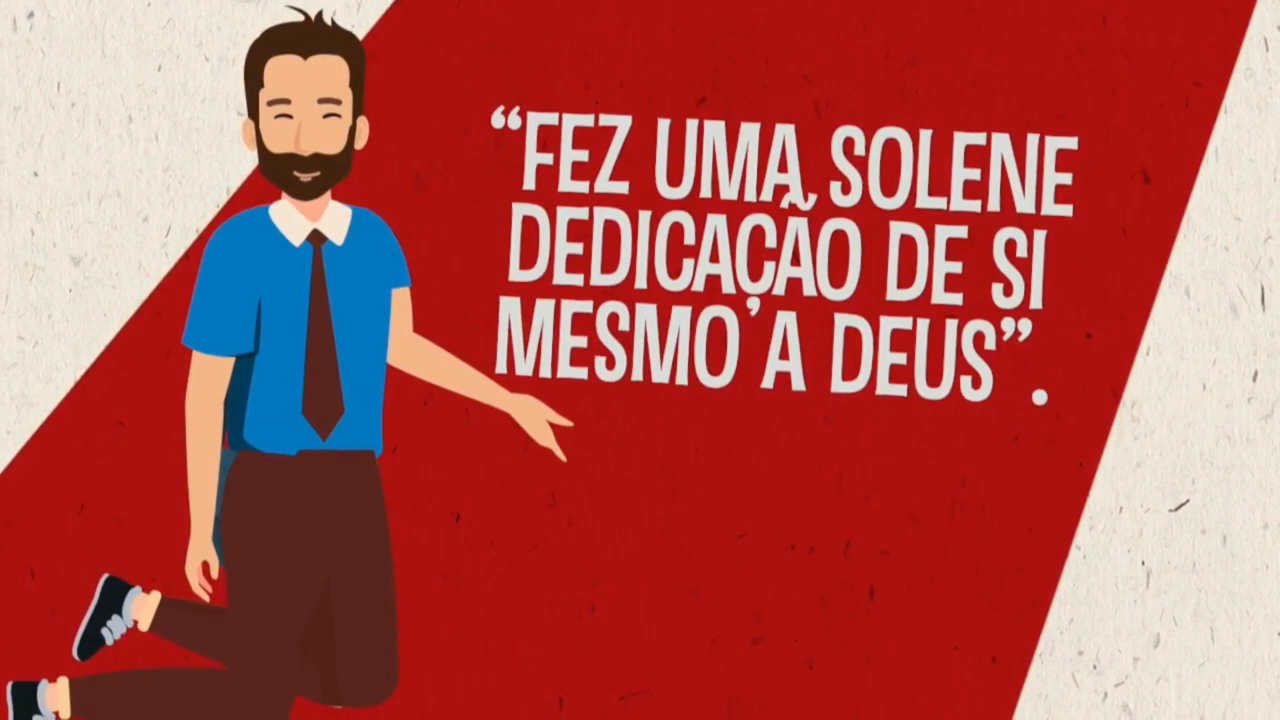 “FEZ UMA SOLENE
DEDICAÇÃO DE SI
MESMO A DEUS” .